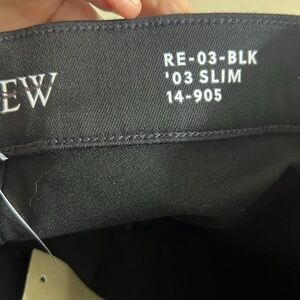 EW
RE-03-BLK
'03 SLIM
14-905